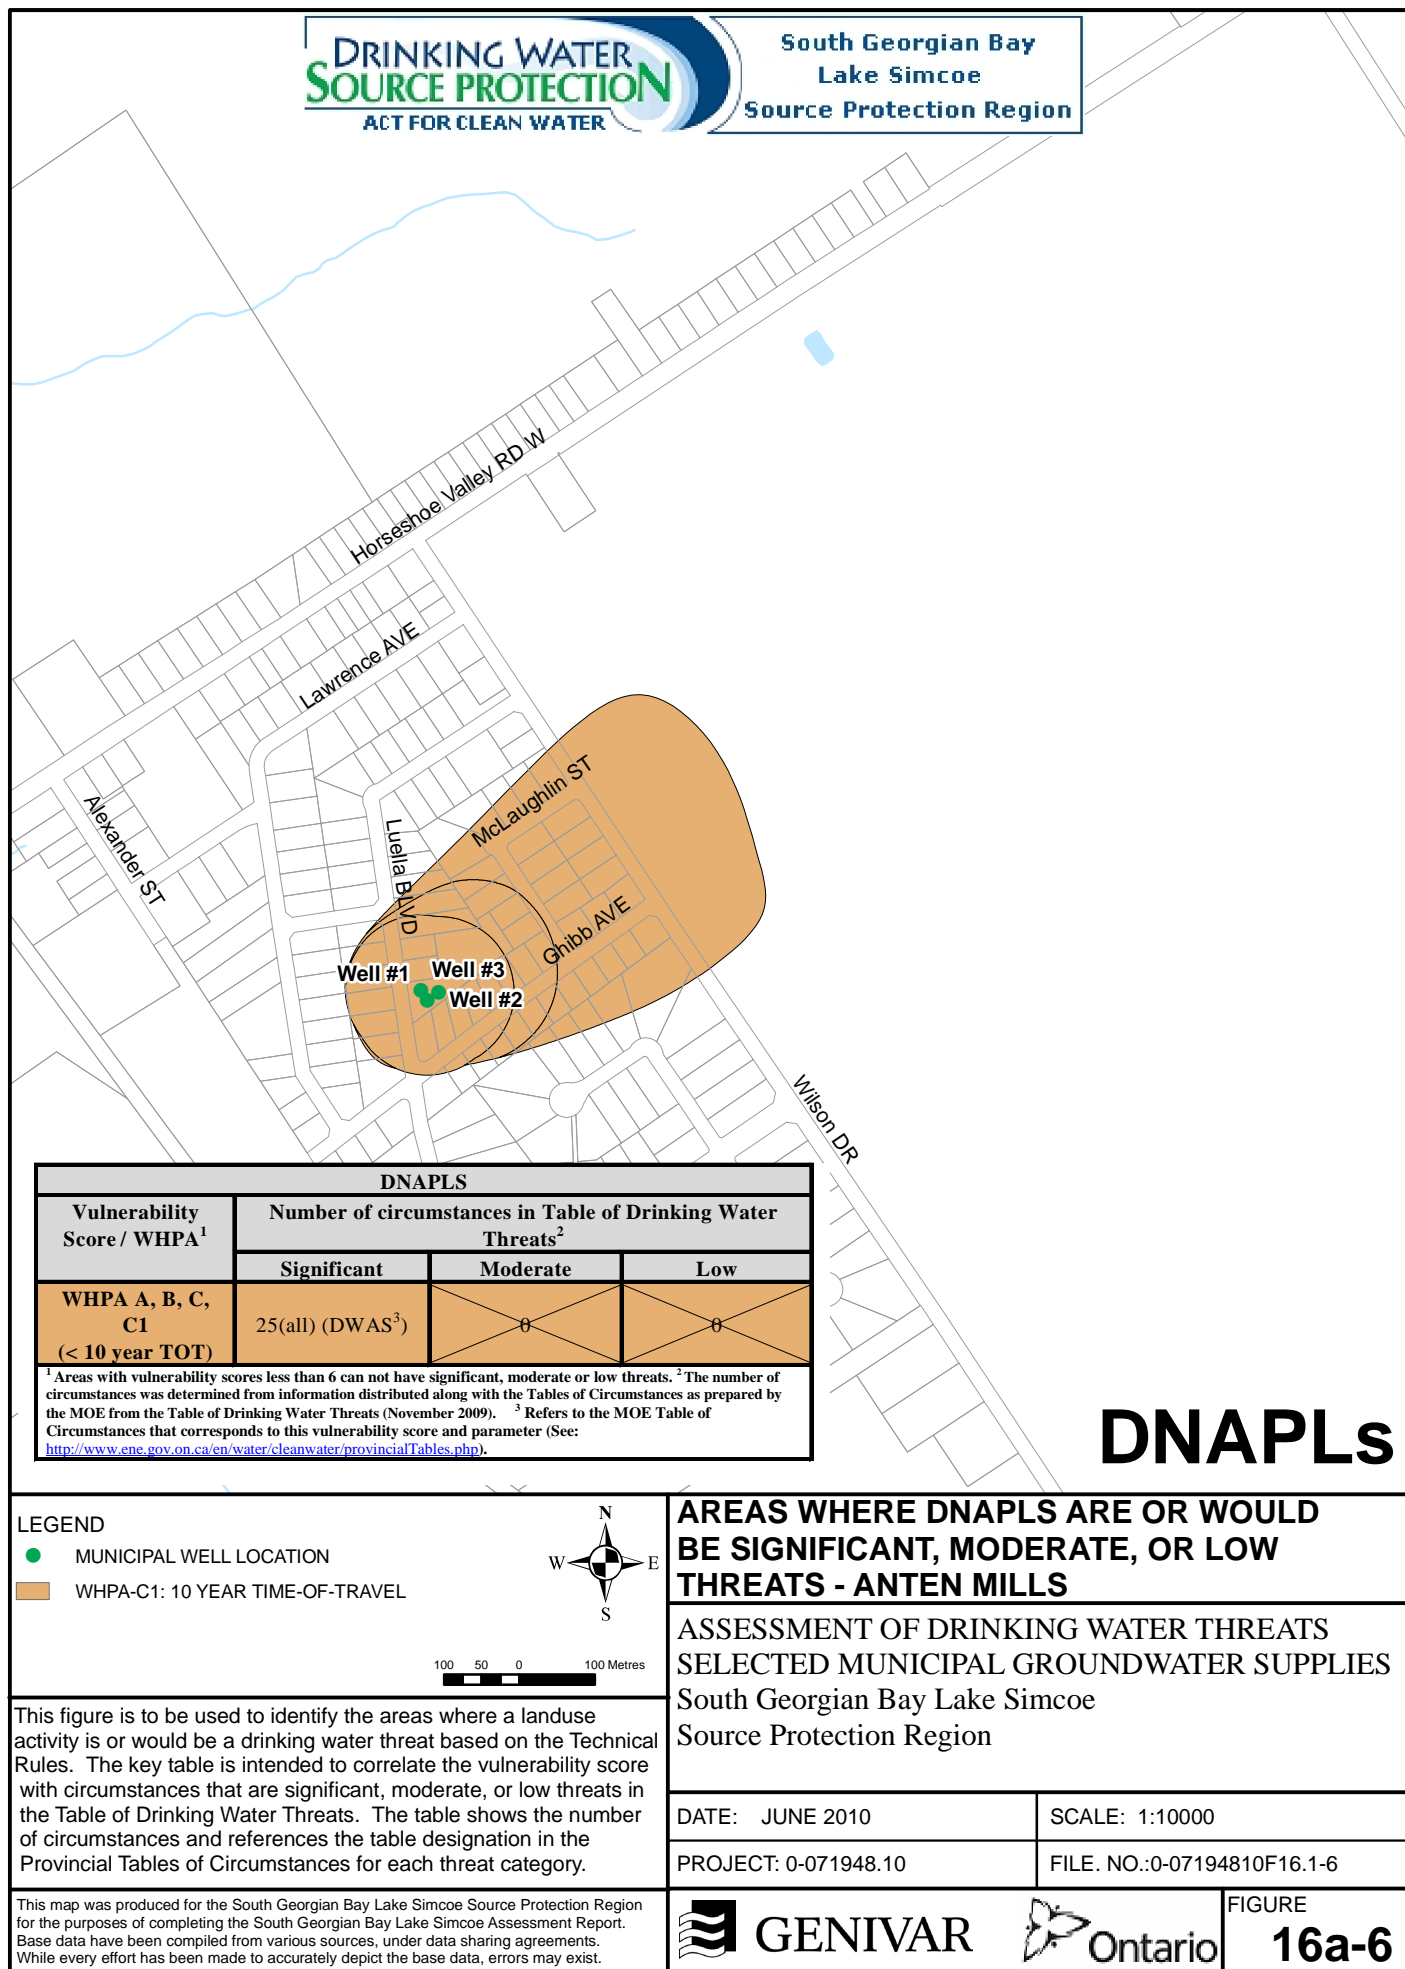 DRINKING WATER
SOURCE PROTECTION
ACT FOR CLEAN WATER
South Georgian Bay
Lake Simcoe
Source Protection Region
Horseshoe Valley RD W
Lawrence AVE
Alexander ST
McLaughlin ST
Luella BLVD
Ghibb AVE
Well #1
Well #3
Well #2
Wilson DR
DNAPLS
Vulnerability
Score / WHPA¹
Number of circumstances in Table of Drinking Water
Threats²
Significant
Moderate
Low
WHPA A, B, C,
C1
(< 10 year TOT)
25(all) (DWAS³)
0
0
¹ Areas with vulnerability scores less than 6 can not have significant, moderate or low threats. ² The number of
circumstances was determined from information distributed along with the Tables of Circumstances as prepared by
the MOE from the Table of Drinking Water Threats (November 2009). ³ Refers to the MOE Table of
Circumstances that corresponds to this vulnerability score and parameter (See:
http://www.ene.gov.on.ca/en/water/cleanwater/provincialTables.php).
DNAPLs
LEGEND
MUNICIPAL WELL LOCATION
WHPA-C1: 10 YEAR TIME-OF-TRAVEL
N
W
E
S
100 50 0 100 Metres
This figure is to be used to identify the areas where a landuse
activity is or would be a drinking water threat based on the Technical
Rules. The key table is intended to correlate the vulnerability score
with circumstances that are significant, moderate, or low threats in
the Table of Drinking Water Threats. The table shows the number
of circumstances and references the table designation in the
Provincial Tables of Circumstances for each threat category.
This map was produced for the South Georgian Bay Lake Simcoe Source Protection Region
for the purposes of completing the South Georgian Bay Lake Simcoe Assessment Report.
Base data have been compiled from various sources, under data sharing agreements.
While every effort has been made to accurately depict the base data, errors may exist.
AREAS WHERE DNAPLS ARE OR WOULD
BE SIGNIFICANT, MODERATE, OR LOW
THREATS - ANTEN MILLS
ASSESSMENT OF DRINKING WATER THREATS
SELECTED MUNICIPAL GROUNDWATER SUPPLIES
South Georgian Bay Lake Simcoe
Source Protection Region
DATE: JUNE 2010
SCALE: 1:10000
PROJECT: 0-071948.10
FILE. NO.:0-07194810F16.1-6
GENIVAR
Ontario
FIGURE
16a-6